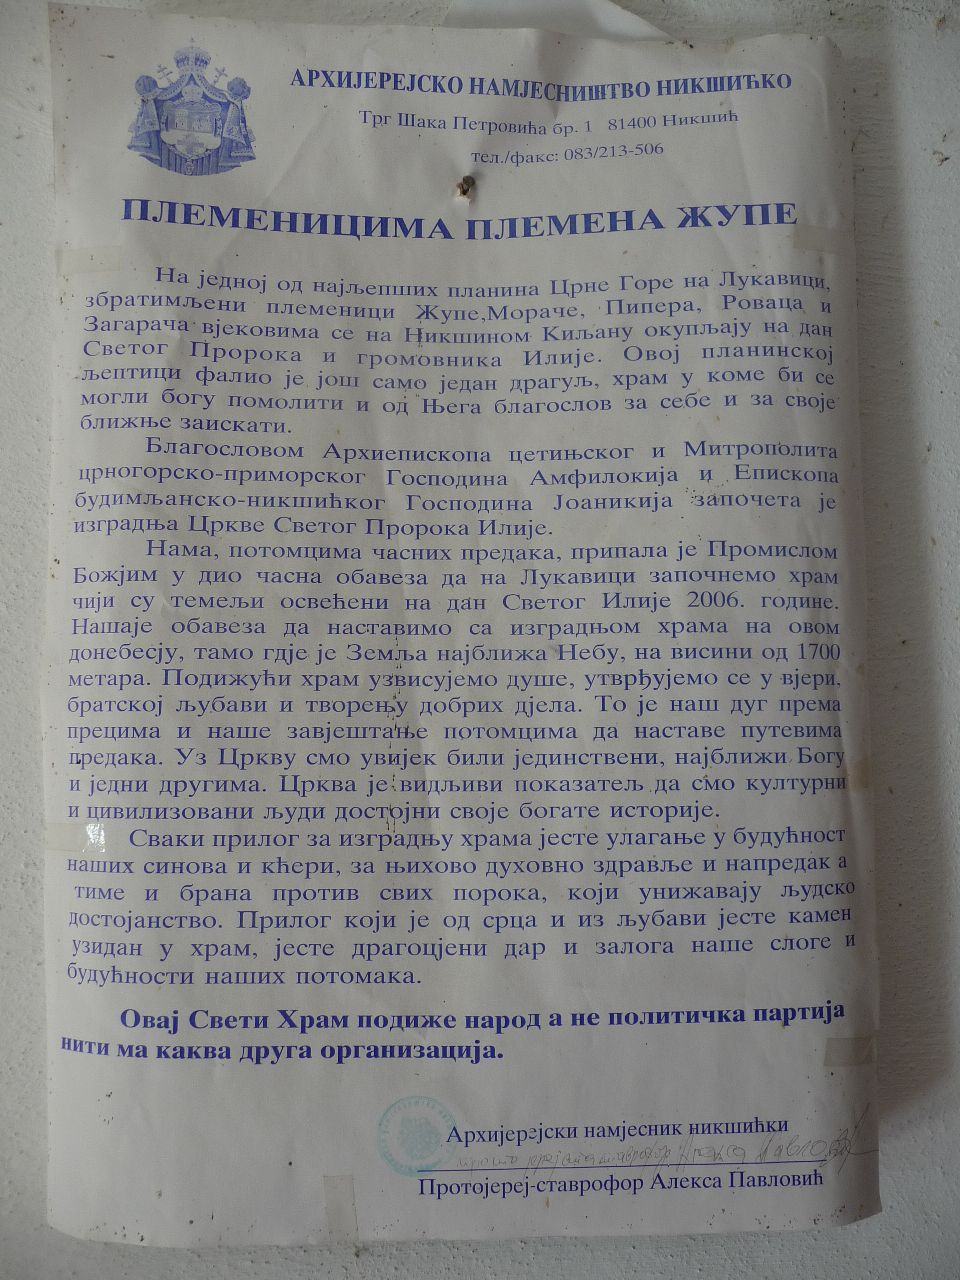 АРХИЈЕРЕЈСКО НАМЈЕСНИШТВО НИКШИЋКО
Трг Шака Петровића бр. 1 81400 Никшић
тел./факс: 083/213-506
ПЛЕМЕНИЦИМА ПЛЕМЕНА ЖУПЕ
На једној од најљепших планина Црне Горе на Лукавици,
збратимљени племеници Жупе,Мораче, Пипера, Роваца и
Загарача вјековима се на Никшином Киљану окупљају на дан
Светог Пророка и громовника Илије. Овој планинској
љептици фалио је још само један драгуљ, храм у коме би се
могли богу помолити и од Њега благослов за себе и за своје
ближње заискати.
Благословом Архиепископа цетињског и Митрополита
црногорско-приморског Господина Амфилокија и Епископа
будимљанско-никшићког Господина Јоаникија започета је
изградња Цркве Светог Пророка Илије.
Нама, потомцима часних предака, припала је Промислом
Божјим у дио часна обавеза да на Лукавици започнемо храм
чији су темељи освећени на дан Светог Илије 2006. године.
Нашаје обавеза да наставимо са изградњом храма на овом
донебесју, тамо гдје је Земља најближа Небу, на висини од 1700
метара. Подижући храм узвисујемо душе, утврђујемо се у вјери,
братској љубави и творењу добрих дјела. То је наш дуг према
прецима и наше завјештање потомцима да наставе путевима
предака. Уз Цркву смо увијек били јединствени, најближи Богу
и једни другима. Црква је видљиви показатељ да смо културни
и цивилизовани људи достојни своје богате историје.
Сваки прилог за изградњу храма јесте улагање у будућност
наших синова и кћери, за њихово духовно здравље и напредак а
тиме и брана против свих порока, који унижавају људско
достојанство. Прилог који је од срца и из љубави јесте камен
узидан у храм, јесте драгоцјени дар и залога наше слоге и
будућности наших потомака.
Овај Свети Храм подиже народ а не политичка партија
нити ма каква друга организација.
Архијерејски намјесник никшићки
Протојереј-ставрофор Алекса Павловић